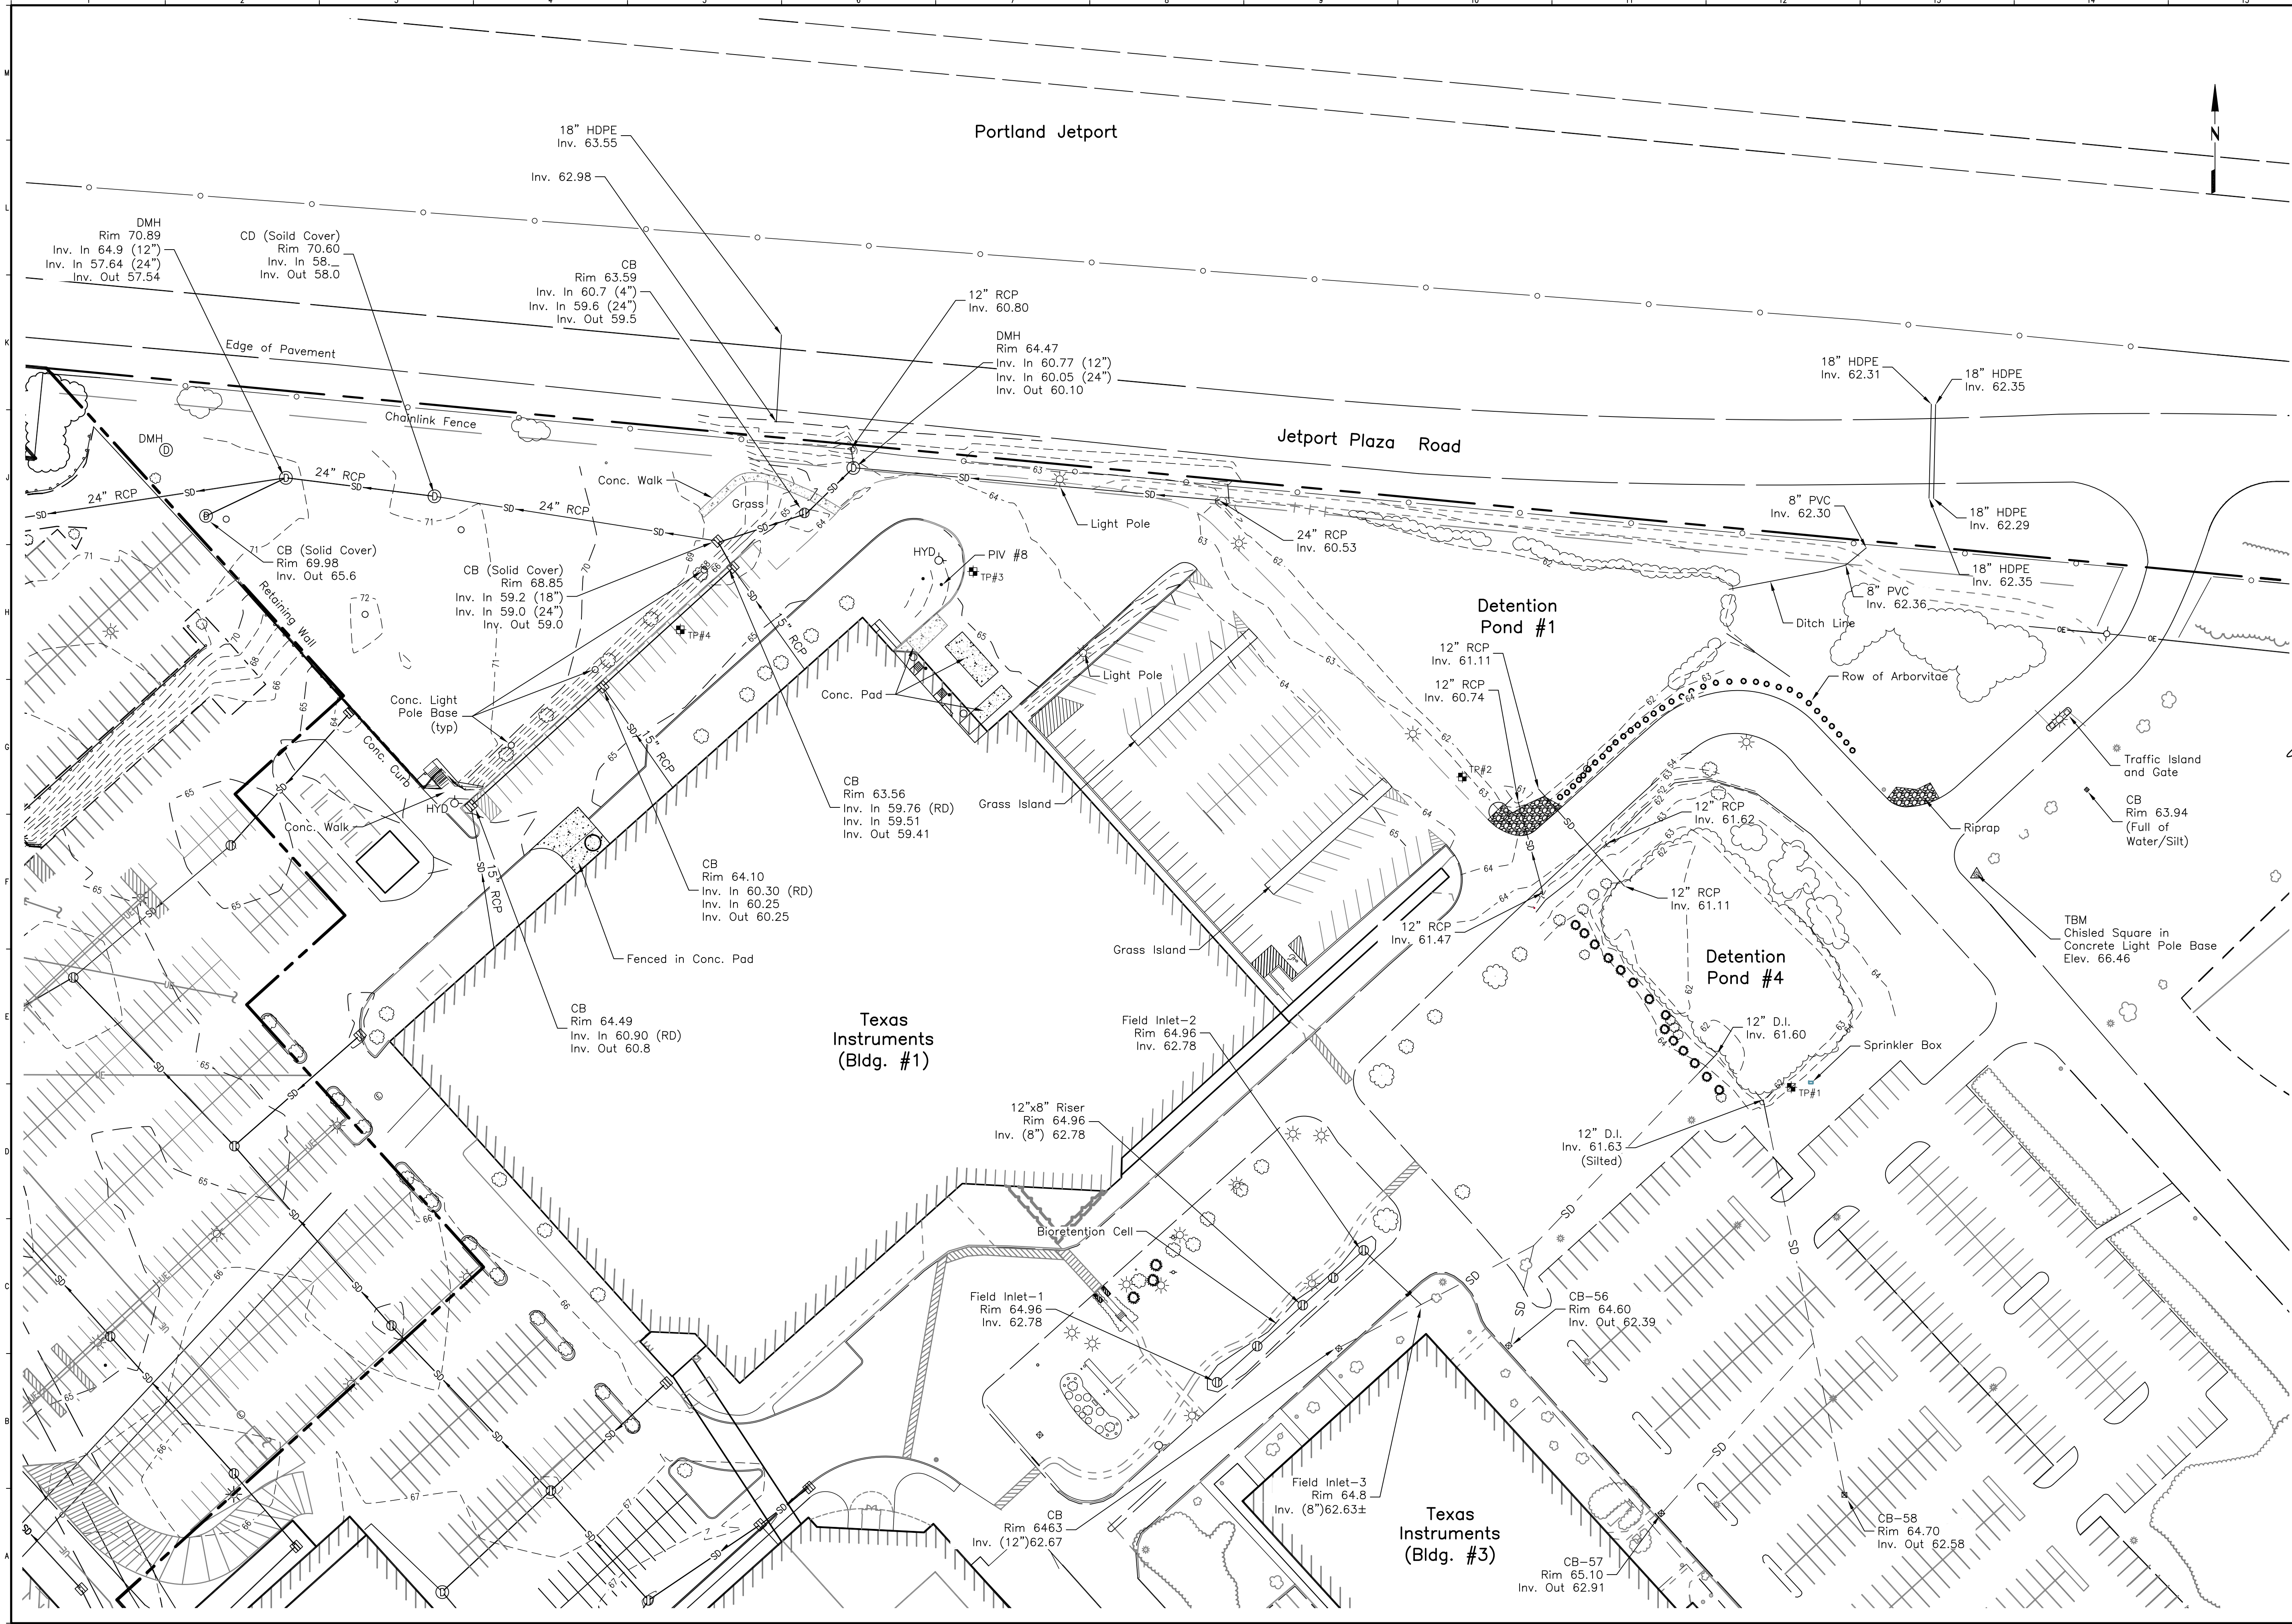 Portland Jetport
N
18" HDPE
Inv. 63.55
Inv. 62.98
DMH
Rim 70.89
Inv. In 64.9 (12")
Inv. In 57.64 (24")
Inv. Out 57.54
CD (Soild Cover)
Rim 70.60
Inv. In 58._
Inv. Out 58.0
CB
Rim 63.59
Inv. In 60.7 (4")
Inv. In 59.6 (24")
Inv. Out 59.5
12" RCP
Inv. 60.80
DMH
Rim 64.47
Inv. In 60.77 (12")
Inv. In 60.05 (24")
Inv. Out 60.10
18" HDPE
Inv. 62.31
18" HDPE
Inv. 62.35
Edge of Pavement
Chainlink Fence
Jetport Plaza Road
DMH
24" RCP
24" RCP
24" RCP
Conc. Walk
Grass
Light Pole
24" RCP
Inv. 60.53
8" PVC
Inv. 62.30
18" HDPE
Inv. 62.29
18" HDPE
Inv. 62.35
8" PVC
Inv. 62.36
Ditch Line
CB (Solid Cover)
Rim 69.98
Inv. Out 65.6
CB (Solid Cover)
Rim 68.85
Inv. In 59.2 (18")
Inv. In 59.0 (24")
Inv. Out 59.0
HYD
PIV #8
TP#3
TP#4
Retaining Wall
15" RCP
Detention
Pond #1
12" RCP
Inv. 61.11
12" RCP
Inv. 60.74
Light Pole
Conc. Pad
Row of Arborvitae
Conc. Light
Pole Base
(typ)
Conc. Curb
15" RCP
TP#2
Traffic Island
and Gate
Grass Island
CB
Rim 63.56
Inv. In 59.76 (RD)
Inv. In 59.51
Inv. Out 59.41
CB
Rim 63.94
(Full of
Water/Silt)
Riprap
12" RCP
Inv. 61.62
HYD
Conc. Walk
15" RCP
CB
Rim 64.10
Inv. In 60.30 (RD)
Inv. In 60.25
Inv. Out 60.25
12" RCP
Inv. 61.11
12" RCP
Inv. 61.47
Grass Island
TBM
Chisled Square in
Concrete Light Pole Base
Elev. 66.46
Fenced in Conc. Pad
Detention
Pond #4
CB
Rim 64.49
Inv. In 60.90 (RD)
Inv. Out 60.8
Texas
Instruments
(Bldg. #1)
Field Inlet-2
Rim 64.96
Inv. 62.78
12" D.I.
Inv. 61.60
Sprinkler Box
TP#1
12"x8" Riser
Rim 64.96
Inv. (8") 62.78
12" D.I.
Inv. 61.63
(Silted)
Bioretention Cell
Field Inlet-1
Rim 64.96
Inv. 62.78
CB-56
Rim 64.60
Inv. Out 62.39
Field Inlet-3
Rim 64.8
Inv. (8")62.63±
CB
Rim 6463
Inv. (12")62.67
Texas
Instruments
(Bldg. #3)
CB-57
Rim 65.10
Inv. Out 62.91
CB-58
Rim 64.70
Inv. Out 62.58